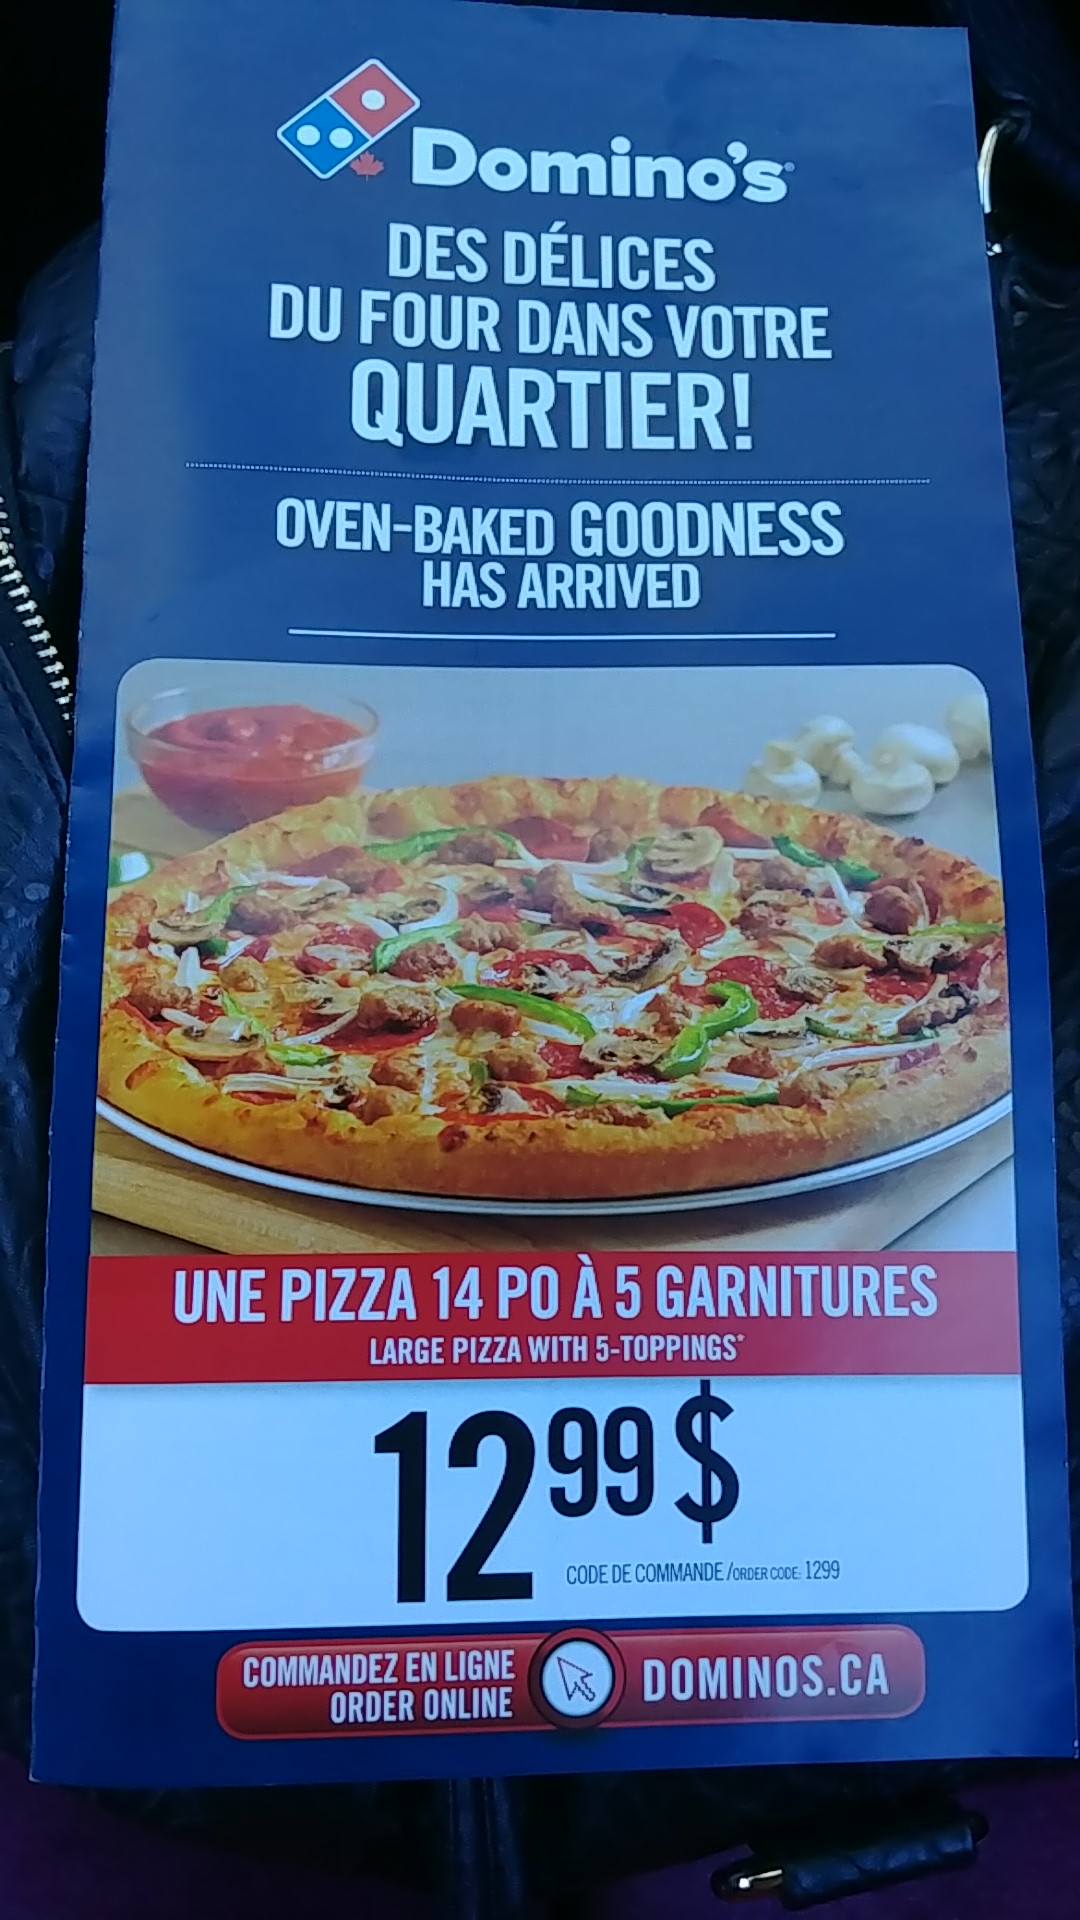 Domino's
DES DÉLICES
DU FOUR DANS VOTRE
QUARTIER!
OVEN-BAKED GOODNESS
HAS ARRIVED
UNE PIZZA 14 PO À 5 GARNITURES
LARGE PIZZA WITH 5-TOPPINGS*
12 99 $
CODE DE COMMANDE/ORDER CODE: 1299
COMMANDEZ EN LIGNE
ORDER ONLINE
DOMINOS.CA